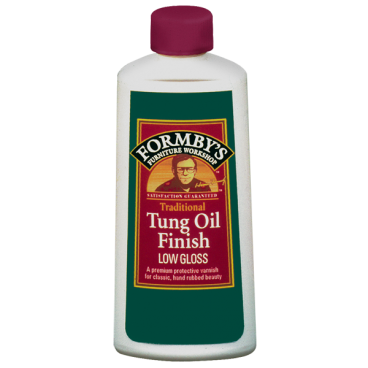 FORMBY'S
FURNITURE WORKSHOP
SATISFACTION GUARANTEED
Traditional
Tung Oil
Finish
LOW GLOSS
A premium protective varnish
for classic, hand rubbed beauty